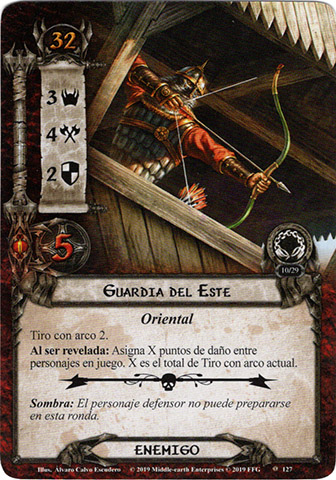 32
3
4
2
5
10/29
Guardia del Este
Oriental
Tiro con arco 2.
Al ser revelada: Asigna X puntos de daño entre
personajes en juego. X es el total de Tiro con arco actual.
Sombra: El personaje defensor no puede prepararse
en esta ronda.
ENEMIGO
Illus. Álvaro Calvo Escudero © 2019 Middle-earth Enterprises © 2019 FFG 127